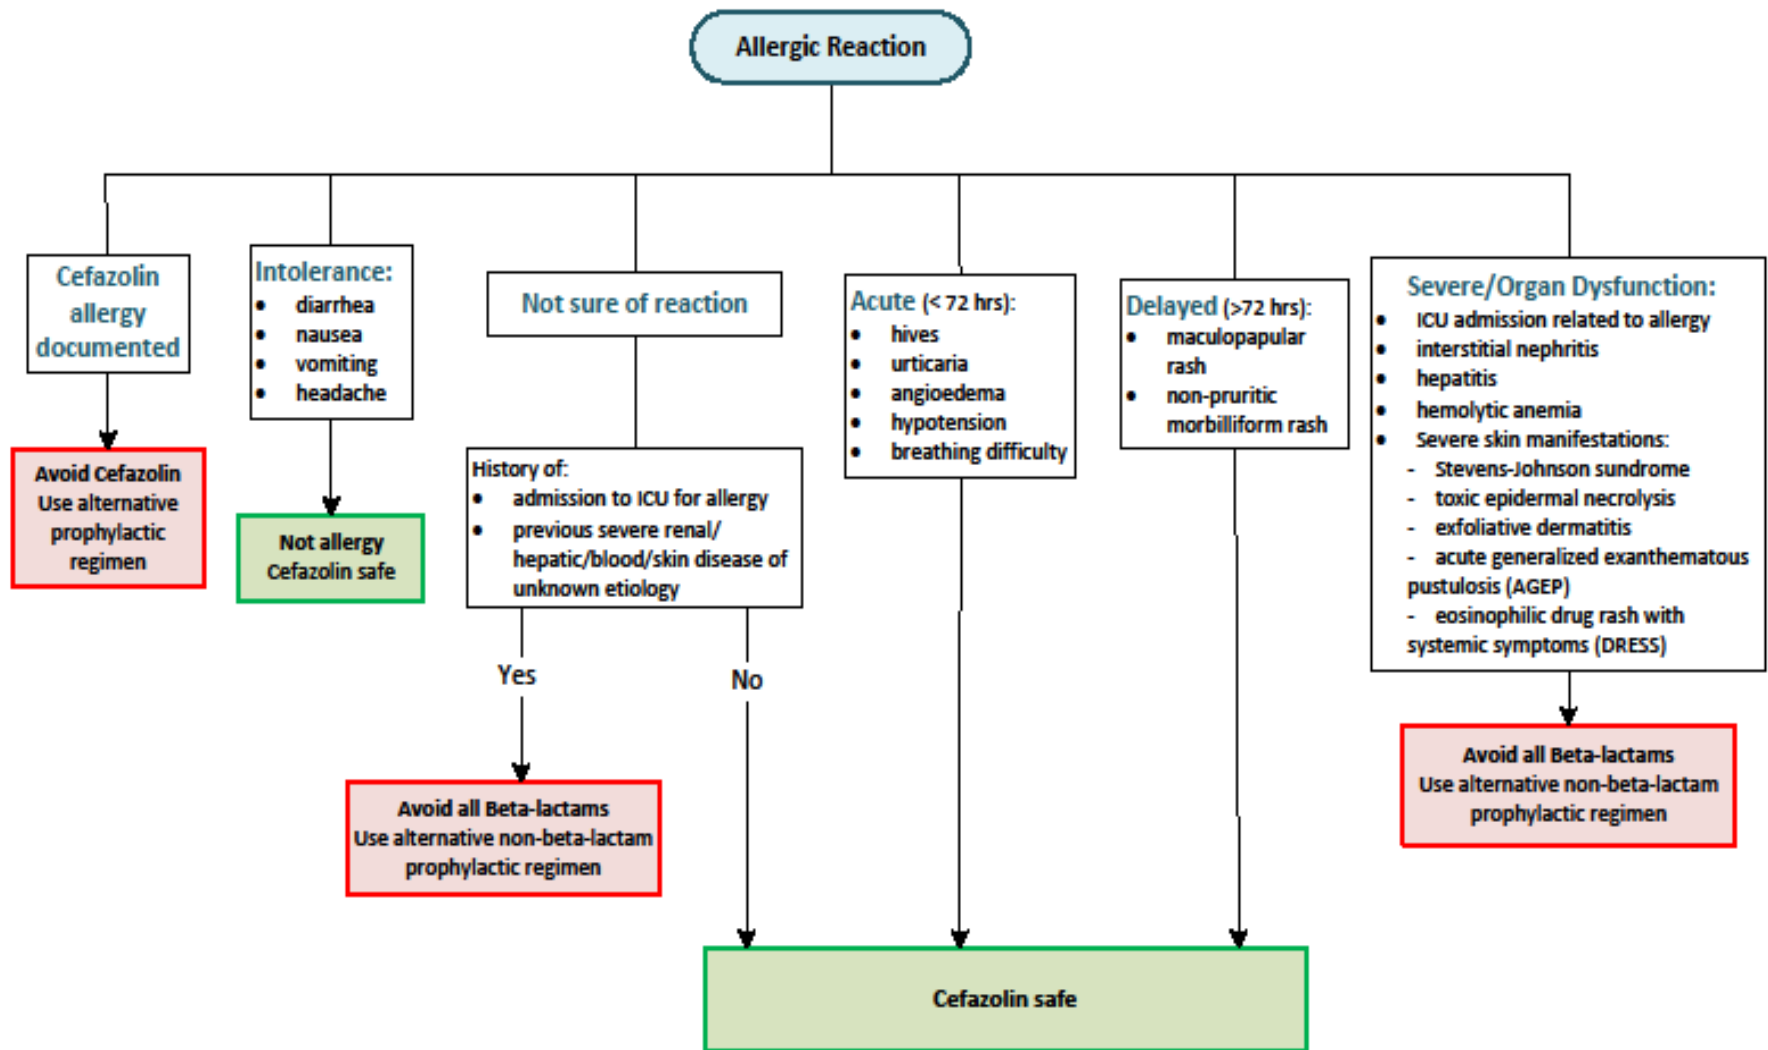 Allergic Reaction
Cefazolin
allergy
documented
Avoid Cefazolin
Use alternative
prophylactic
regimen
Intolerance:
• diarrhea
• nausea
• vomiting
• headache
Not allergy
Cefazolin safe
Not sure of reaction
History of:
• admission to ICU for allergy
• previous severe renal/
hepatic/blood/skin disease of
unknown etiology
Yes
No
Avoid all Beta-lactams
Use alternative non-beta-lactam
prophylactic regimen
Acute (< 72 hrs):
• hives
• urticaria
• angioedema
• hypotension
• breathing difficulty
Delayed (>72 hrs):
• maculopapular
rash
• non-pruritic
morbilliform rash
Cefazolin safe
Severe/Organ Dysfunction:
• ICU admission related to allergy
• interstitial nephritis
• hepatitis
• hemolytic anemia
• Severe skin manifestations:
- Stevens-Johnson sundrome
- toxic epidermal necrolysis
- exfoliative dermatitis
- acute generalized exanthematous
pustulosis (AGEP)
- eosinophilic drug rash with
systemic symptoms (DRESS)
Avoid all Beta-lactams
Use alternative non-beta-lactam
prophylactic regimen